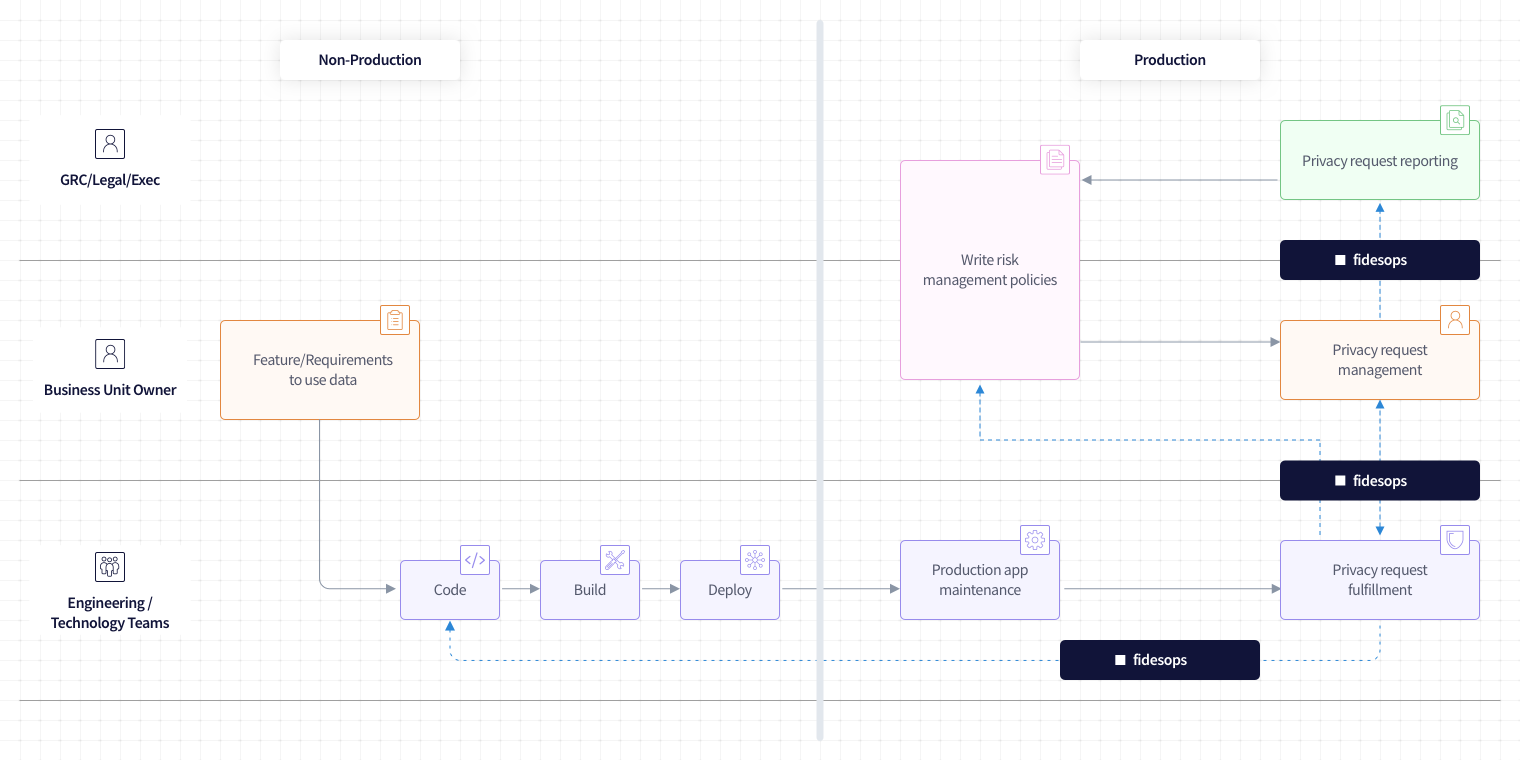 Non-Production
Production
GRC/Legal/Exec
Privacy request reporting
Write risk
management policies
fidesops
Business Unit Owner
Feature/Requirements
to use data
Privacy request
management
fidesops
Engineering /
Technology Teams
Code
Build
Deploy
Production app
maintenance
Privacy request
fulfillment
fidesops